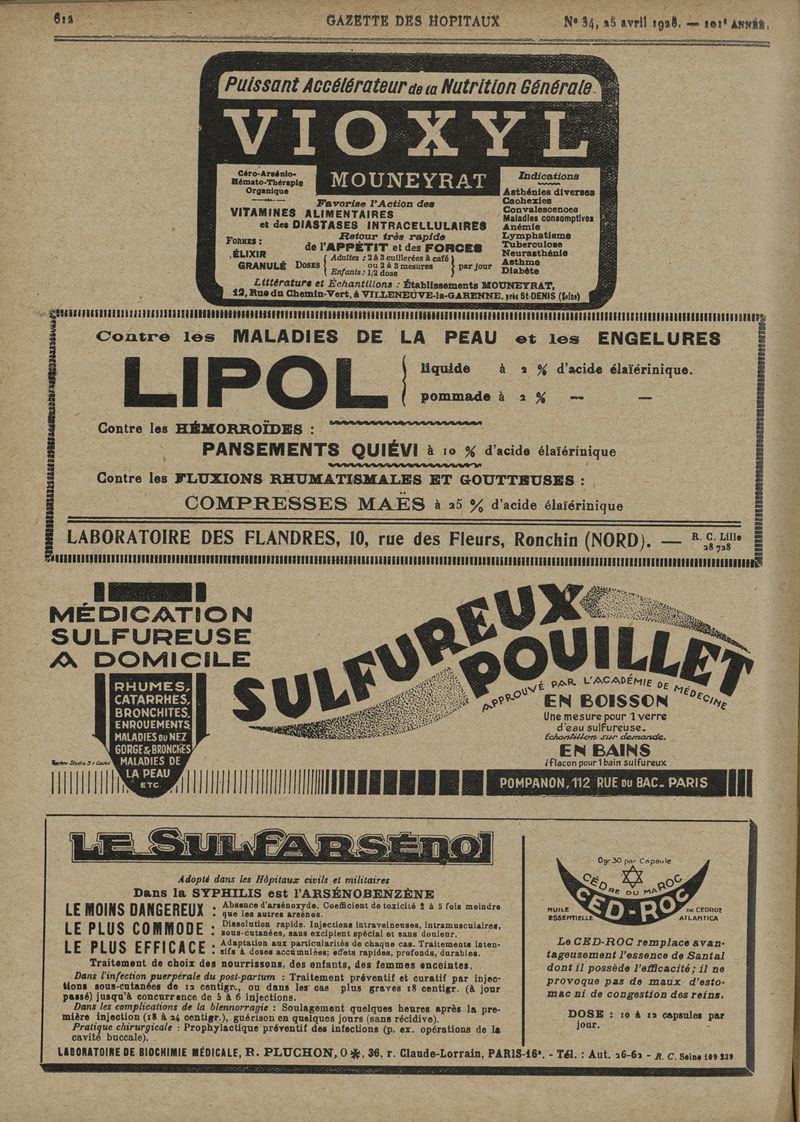 612 GAZETTE DES HOPITAUX Nº 34, 25 avril 1928. — 101e ANNÉE.
Puissant Accélérateur de la Nutrition Générale
VIOXYL
MOUNEYRAT
Céro-Arsénio-
Hémato-Thérapie
Organique
Favorise l'Action des
VITAMINES ALIMENTAIRES
et des DIASTASES INTRACELLULAIRES
Retour très rapide
de l'APPÉTIT et des FORCES
FORMES :
ÉLIXIR
GRANULÉ
DOSES
Adultes : 2 à 3 cuillerées à café
ou 2 à 3 mesures
Enfants : 1/2 dose
par jour
Indications
Asthénies diverses
Cachexies
Convalescences
Maladies consomptives
Anémie
Lymphatisme
Tuberculose
Neurasthénie
Asthme
Diabète
Littérature et Échantillons : Établissements MOUNEYRAT,
12, Rue du Chemin-Vert, à VILLENEUVE-la-GARENNE, près St-DENIS (Seine)
Contre les MALADIES DE LA PEAU et les ENGELURES
LIPOL
liquide à 2 % d'acide élaïérinique.
pommade à 2 % — —
Contre les HÉMORROÏDES :
PANSEMENTS QUIÉVI à 10 % d'acide élaïérinique
Contre les FLUXIONS RHUMATISMALES ET GOUTTEUSES :
COMPRESSES MAËS à 25 % d'acide élaïérinique
LABORATOIRE DES FLANDRES, 10, rue des Fleurs, Ronchin (NORD). — R. C. Lille
28 728
MÉDICATION
SULFUREUSE
A DOMICILE
RHUMES,
CATARRHES,
BRONCHITES,
ENROUEMENTS
MALADIES DU NEZ
GORGE & BRONCHES
MALADIES DE
LA PEAU
ETC.
SULFUREUX
POUILLET
APPROUVÉ PAR L'ACADÉMIE DE MÉDECINE
EN BOISSON
Une mesure pour 1 verre
d'eau sulfureuse.
Echantillon sur demande.
EN BAINS
1 flacon pour 1 bain sulfureux
POMPANON, 112 RUE DU BAC - PARIS
LE SULFARSÉNOL
Adopté dans les Hôpitaux civils et militaires
Dans la SYPHILIS est l'ARSÉNOBENZÈNE
LE MOINS DANGEREUX : Absence d'arsénoxyde. Coefficient de toxicité 2 à 5 fois moindre
que les autres arsénos.
LE PLUS COMMODE : Dissolution rapide. Injections intraveineuses, intramusculaires,
sous-cutanées, sans excipient spécial et sans douleur.
LE PLUS EFFICACE : Adaptation aux particularités de chaque cas. Traitements inten-
sifs à doses accumulées; effets rapides, profonds, durables.
Traitement de choix des nourrissons, des enfants, des femmes enceintes.
Dans l'infection puerpérale du post-partum : Traitement préventif et curatif par injec-
tions sous-cutanées de 12 centigr., ou dans les cas plus graves 18 centigr. (à jour
passé) jusqu'à concurrence de 5 à 6 injections.
Dans les complications de la blennorragie : Soulagement quelques heures après la pre-
mière injection (18 à 24 centigr.), guérison en quelques jours (sans récidive).
Pratique chirurgicale : Prophylactique préventif des infections (p. ex. opérations de la
cavité buccale).
0gr30 par Capsule
CÈDRE DU MAROC
CED-ROC
HUILE
ESSENTIELLE
DE CEDRUS
ATLANTICA
Le CED-ROC remplace avan-
tageusement l'essence de Santal
dont il possède l'efficacité; il ne
provoque pas de maux d'esto-
mac ni de congestion des reins.
DOSE : 10 à 12 capsules par
jour.
LABORATOIRE DE BIOCHIMIE MÉDICALE, R. PLUCHON, O ✻, 36, r. Claude-Lorrain, PARIS-16e. - Tél. : Aut. 26-62 - R. C. Seine 109 239